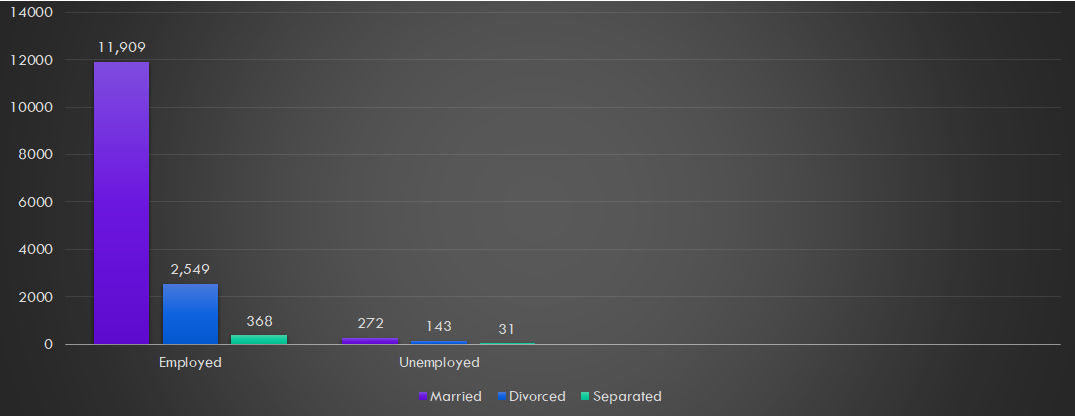 14000
11,909
12000
10000
8000
6000
4000
2,549
2000
368
272
143
31
0
Employed
Unemployed
Married
Divorced
Separated